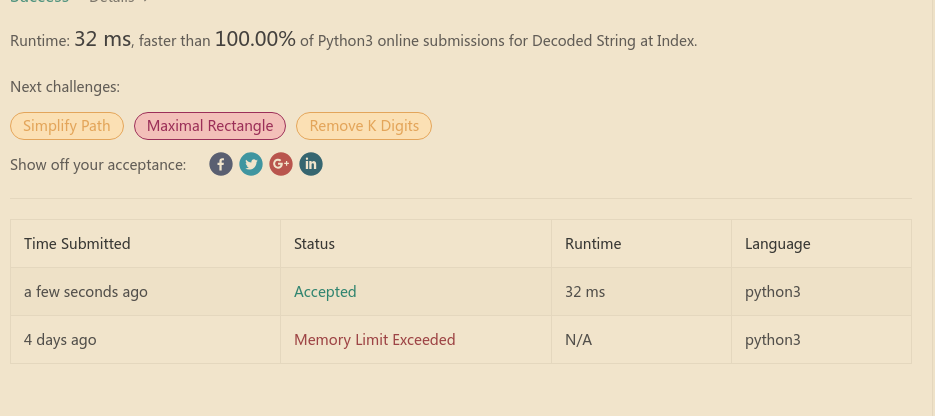 Success Details
Runtime: 32 ms, faster than 100.00% of Python3 online submissions for Decoded String at Index.
Next challenges:
Simplify Path Maximal Rectangle Remove K Digits
Show off your acceptance: f G+ in
Time Submitted Status Runtime Language
a few seconds ago Accepted 32 ms python3
4 days ago Memory Limit Exceeded N/A python3